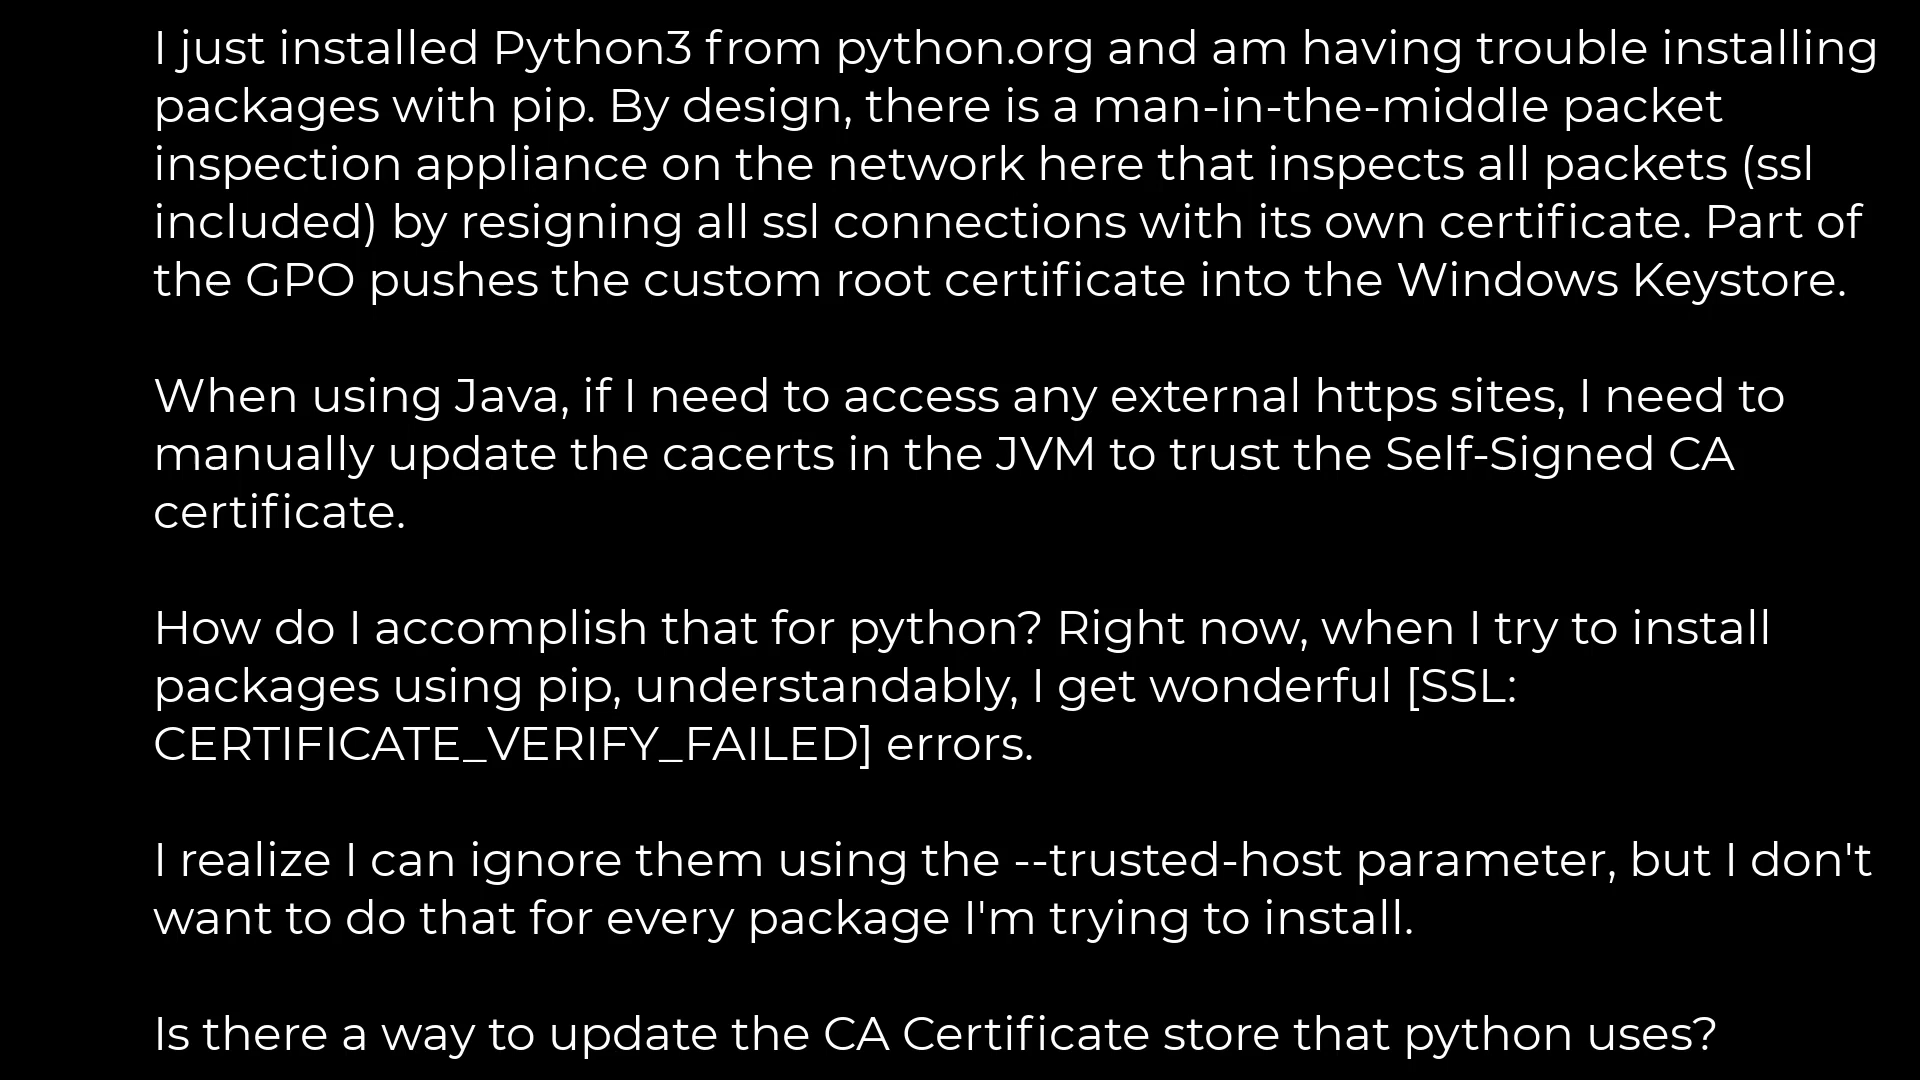 I just installed Python3 from python.org and am having trouble installing
packages with pip. By design, there is a man-in-the-middle packet
inspection appliance on the network here that inspects all packets (ssl
included) by resigning all ssl connections with its own certificate. Part of
the GPO pushes the custom root certificate into the Windows Keystore.
When using Java, if I need to access any external https sites, I need to
manually update the cacerts in the JVM to trust the Self-Signed CA
certificate.
How do I accomplish that for python? Right now, when I try to install
packages using pip, understandably, I get wonderful [SSL:
CERTIFICATE_VERIFY_FAILED] errors.
I realize I can ignore them using the --trusted-host parameter, but I don't
want to do that for every package I'm trying to install.
Is there a way to update the CA Certificate store that python uses?